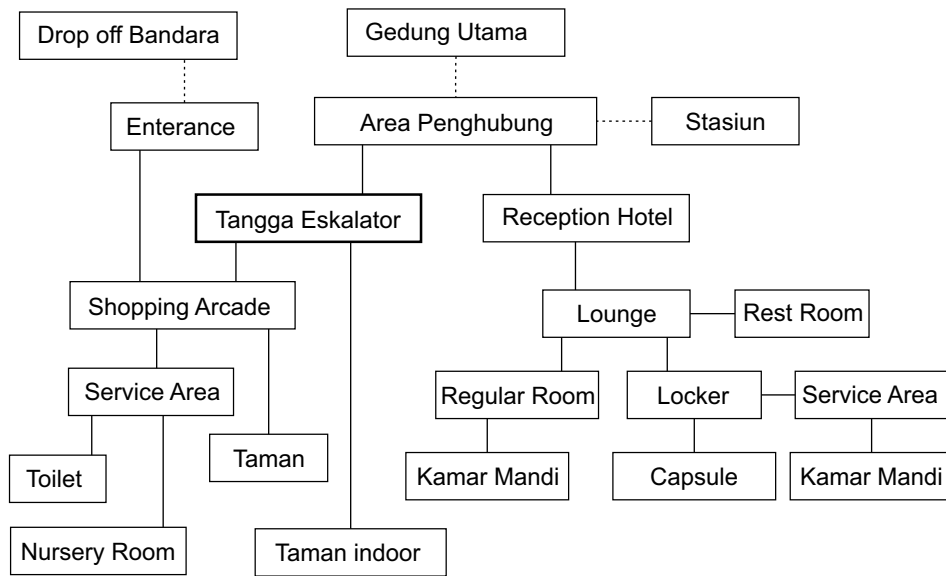 Drop off Bandara
Gedung Utama
Enterance
Area Penghubung
Stasiun
Tangga Eskalator
Reception Hotel
Shopping Arcade
Lounge
Rest Room
Service Area
Regular Room
Locker
Service Area
Toilet
Taman
Kamar Mandi
Capsule
Kamar Mandi
Nursery Room
Taman indoor